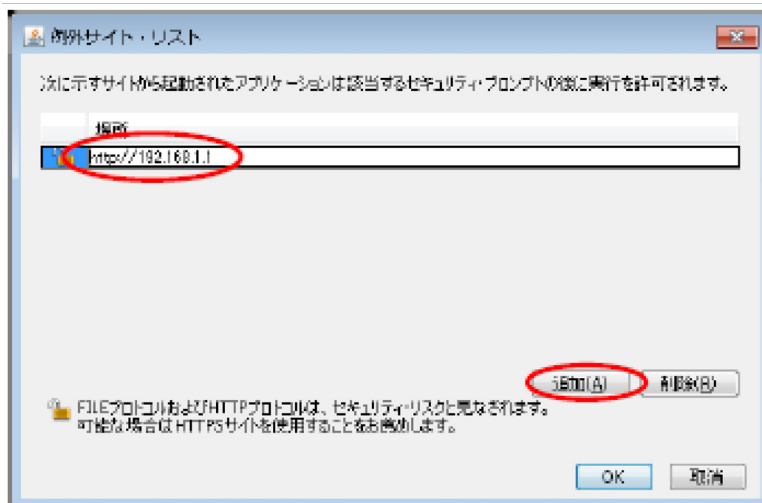 例外サイト・リスト
次に示すサイトから起動されたアプリケーションは該当するセキュリティ・プロンプトの後に実行を許可されます。
場所
http://192.168.1.1
追加(A)
削除(R)
FILEプロトコルおよびHTTPプロトコルは、セキュリティ・リスクと見なされます。
可能な場合はHTTPSサイトを使用することをお薦めします。
OK
取消